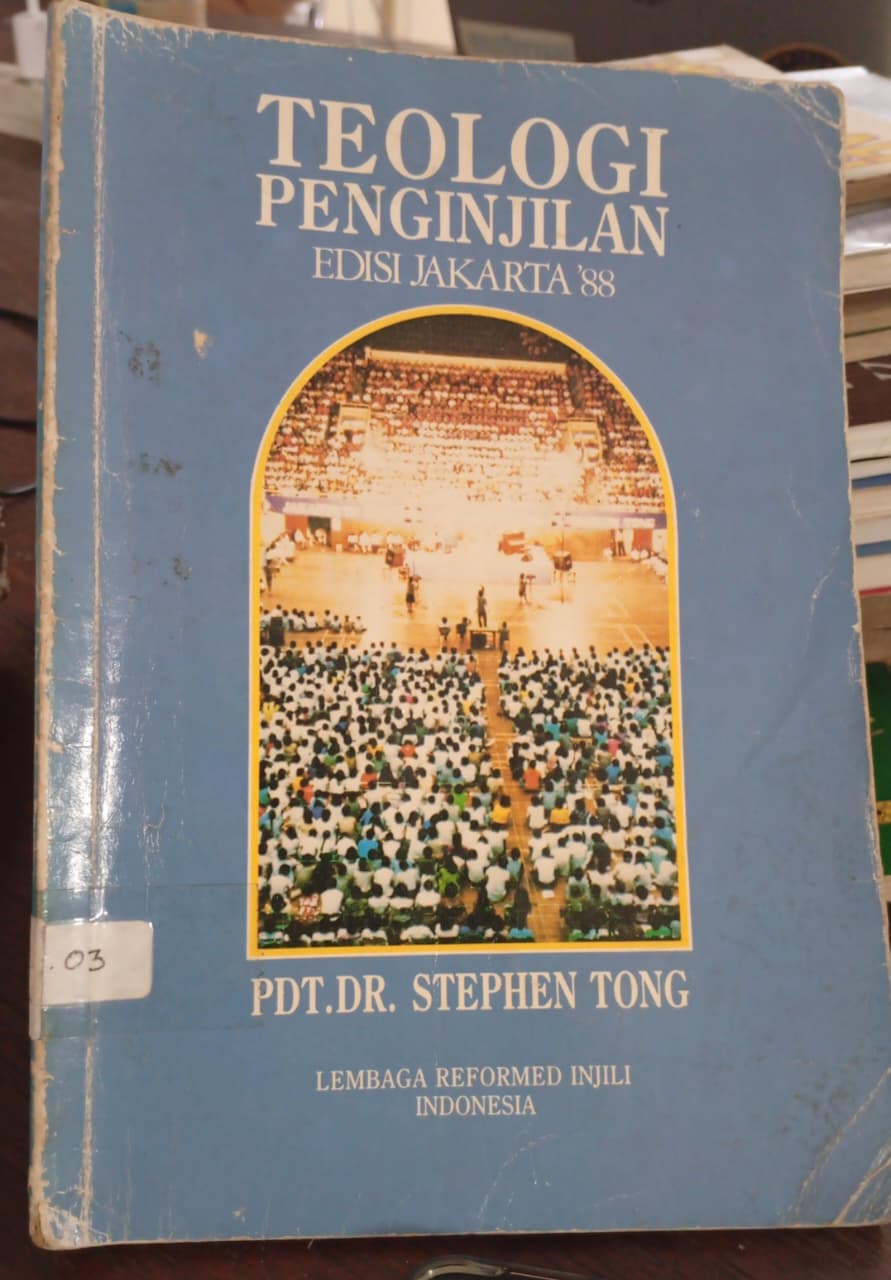 TEOLOGI
PENGINJILAN
EDISI JAKARTA '88
. 03
PDT.DR. STEPHEN TONG
LEMBAGA REFORMED INJILI
INDONESIA